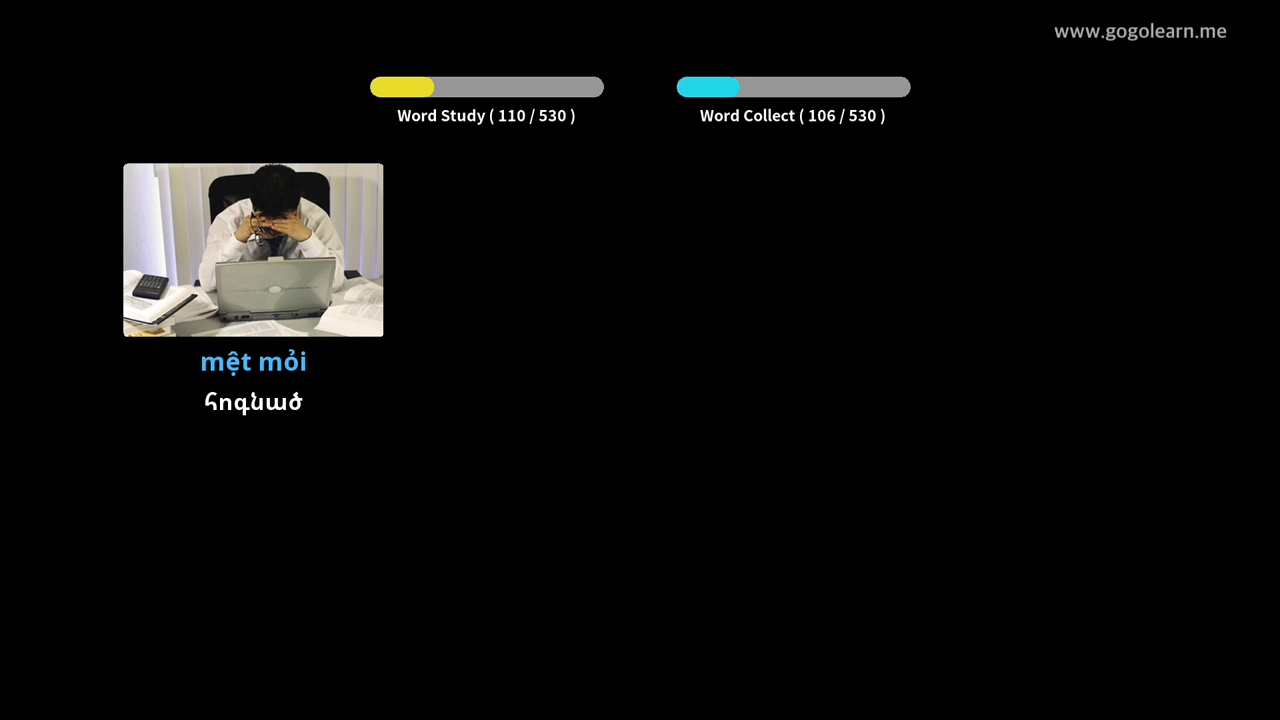 www.gogolearn.me
Word Study ( 110 / 530 )
Word Collect ( 106 / 530 )
mệt mỏi
հոգնած